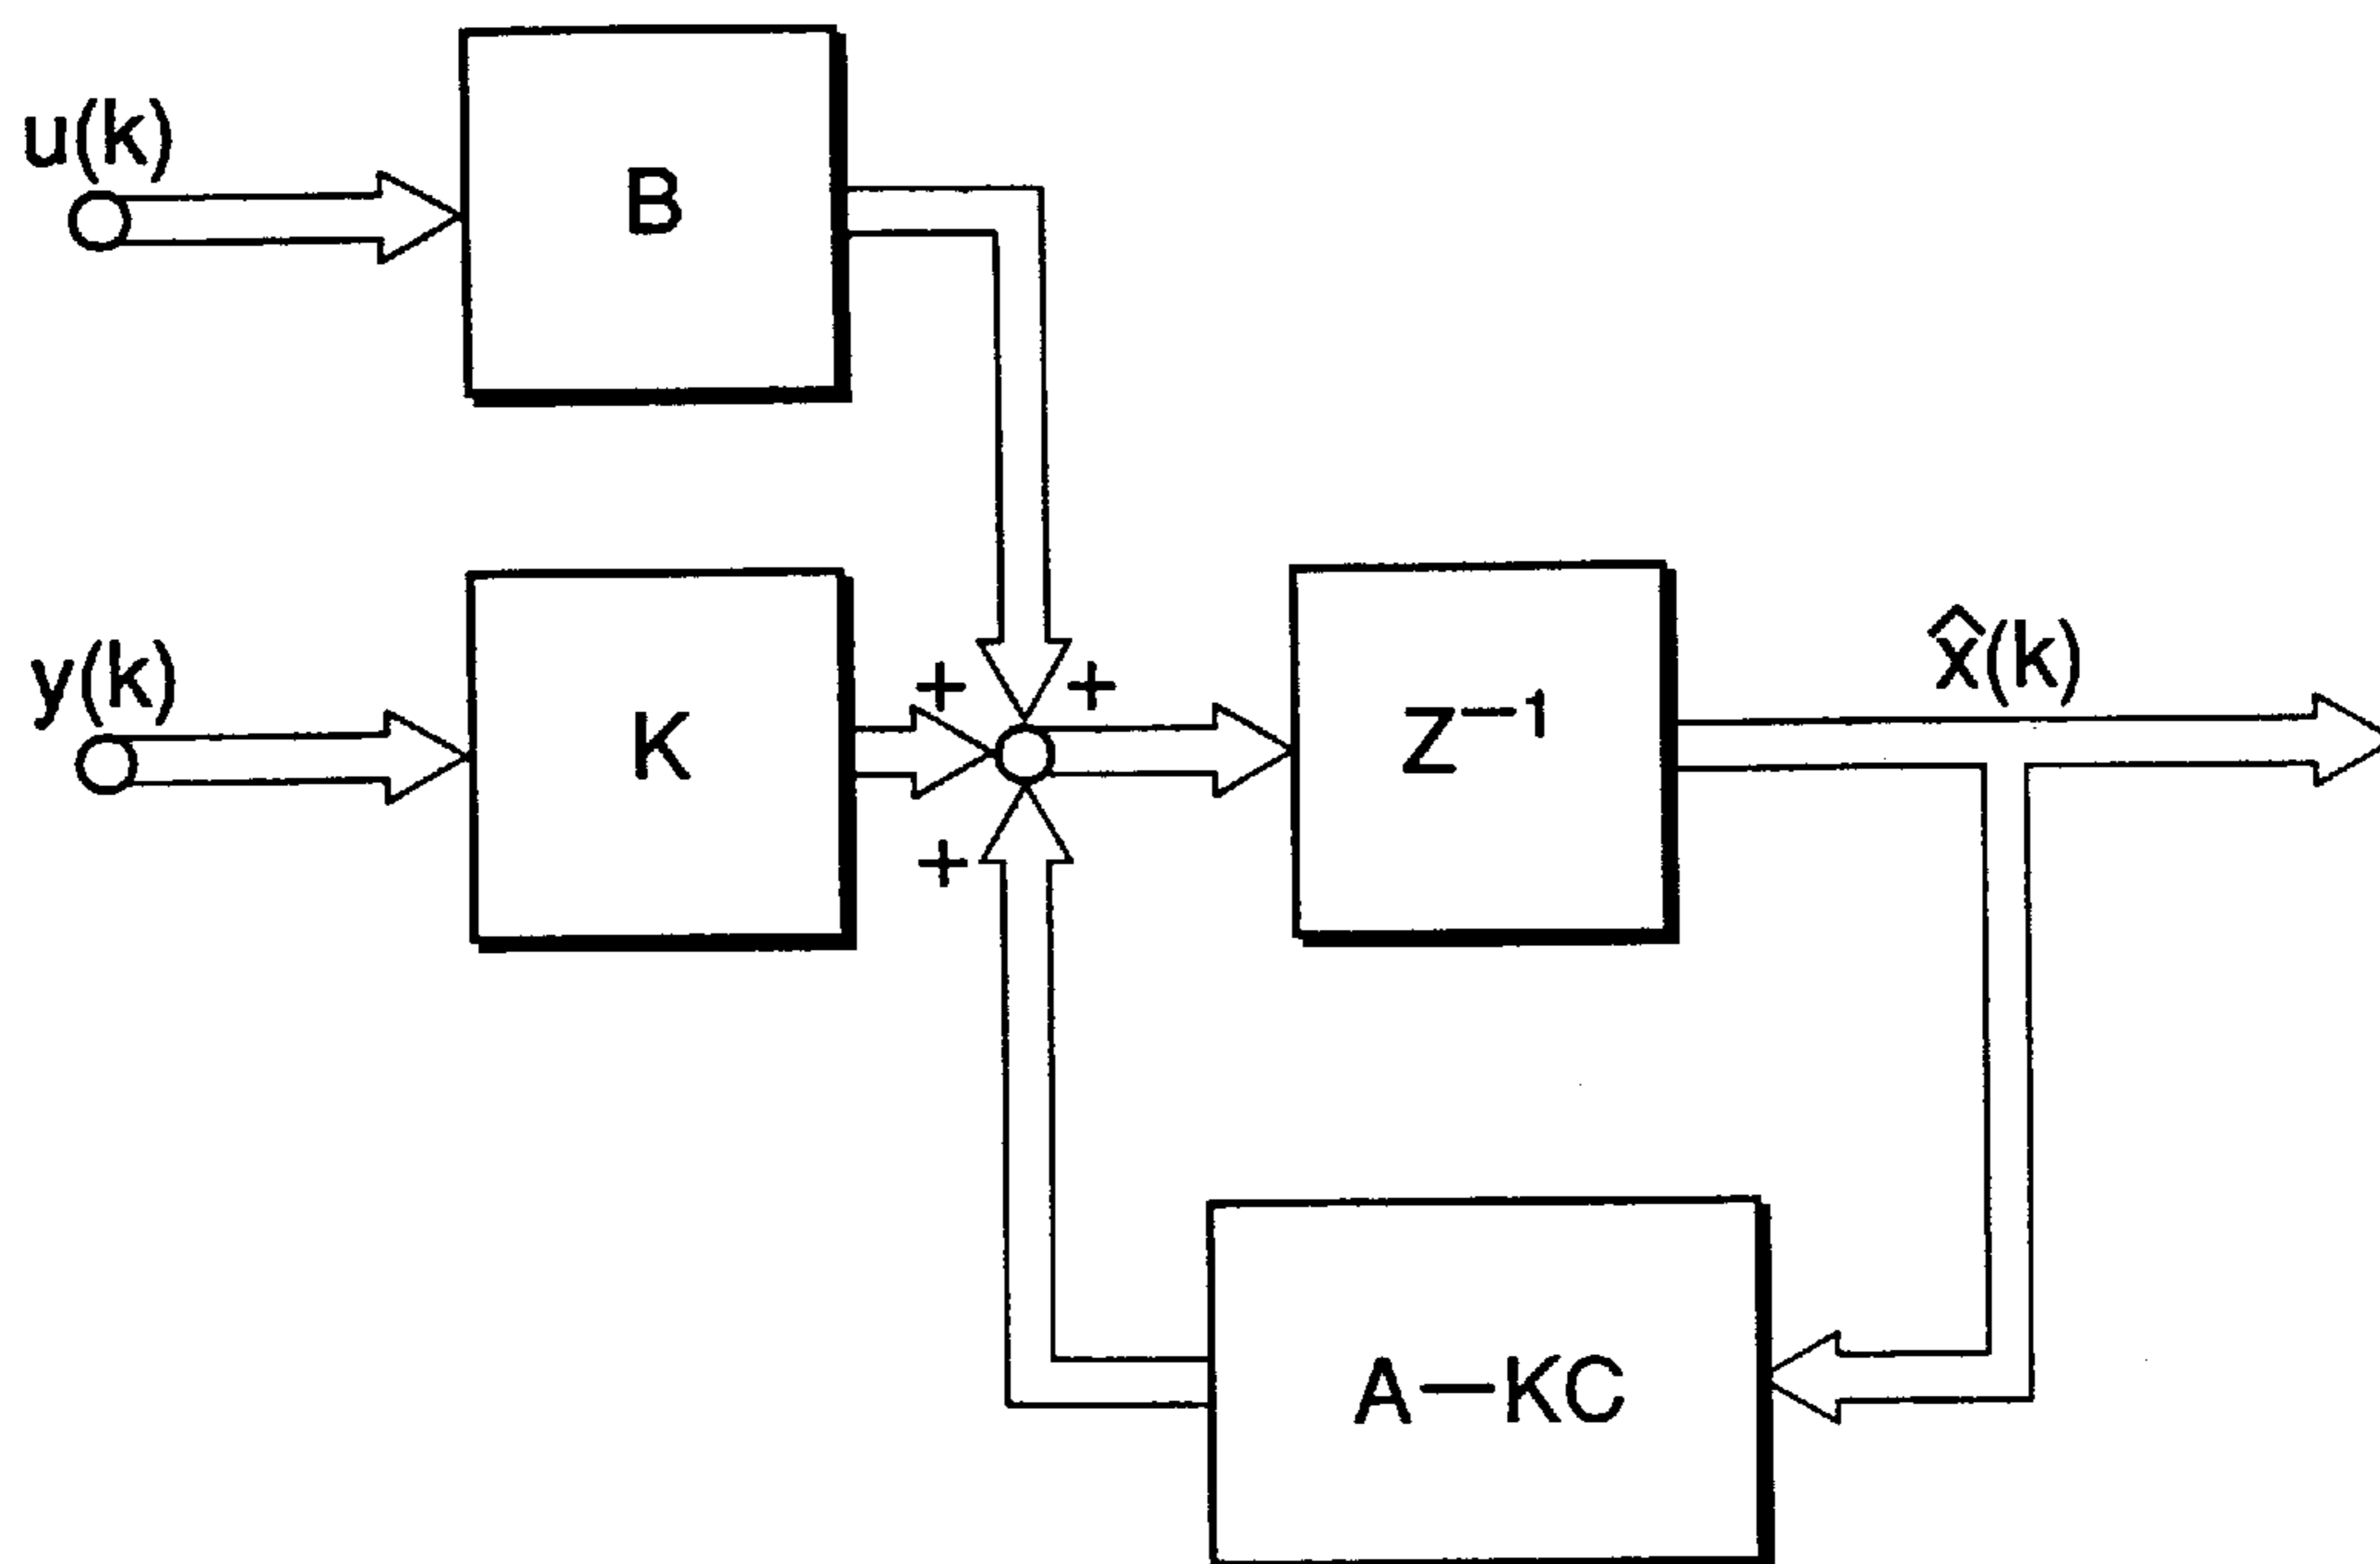 u(k)
B
y(k)
K
+
+
+
Z⁻¹
x̂(k)
A—KC